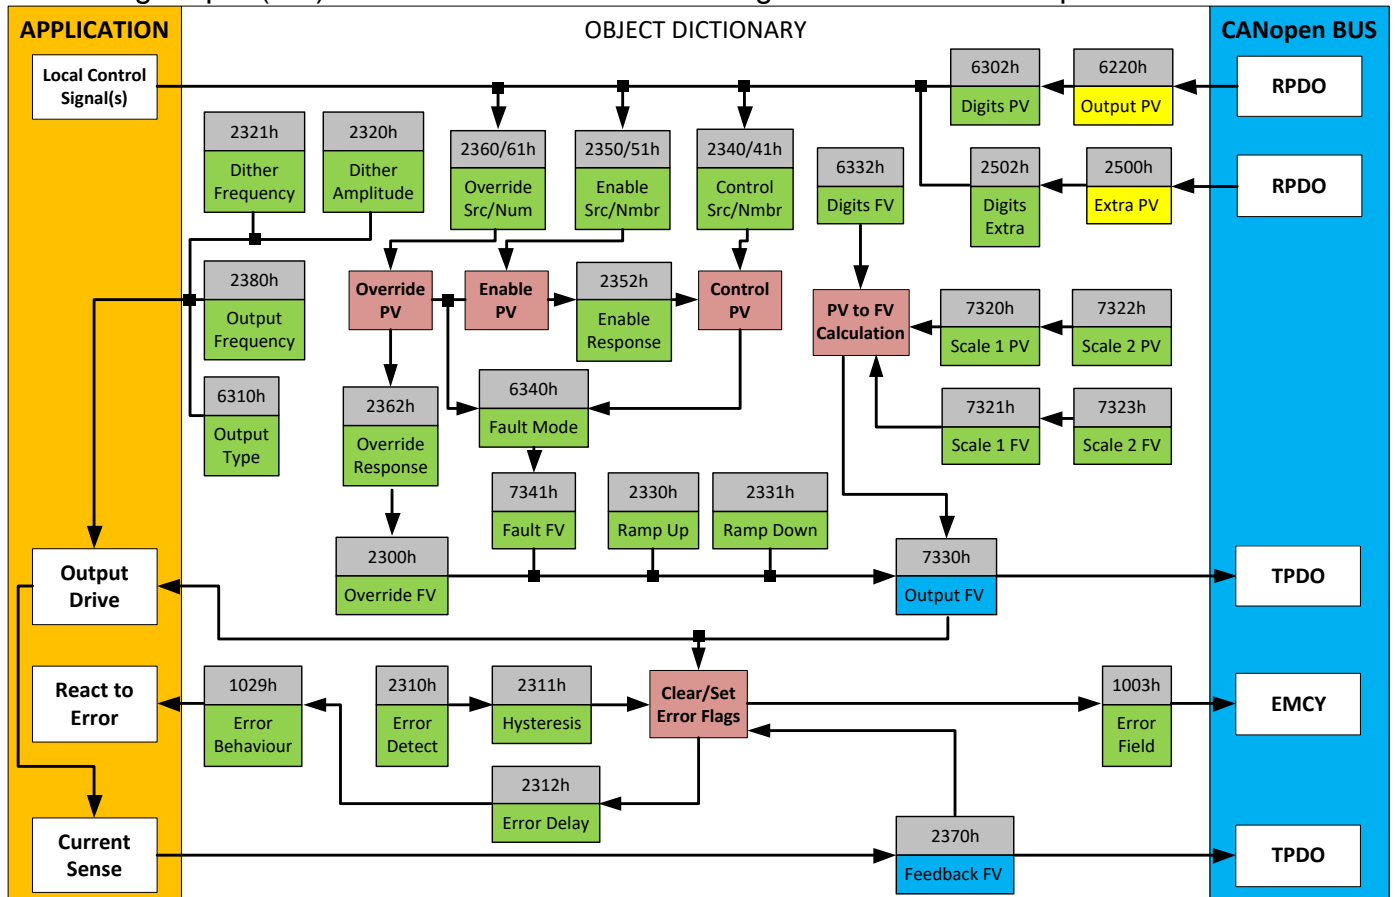 APPLICATION
OBJECT DICTIONARY
CANopen BUS
Local Control
Signal(s)
6302h
Digits PV
6220h
Output PV
RPDO
2321h
Dither
Frequency
2320h
Dither
Amplitude
2360/61h
Override
Src/Num
2350/51h
Enable
Src/Nmbr
2340/41h
Control
Src/Nmbr
6332h
Digits FV
2502h
Digits
Extra
2500h
Extra PV
RPDO
2380h
Output
Frequency
Override
PV
Enable
PV
2352h
Enable
Response
Control
PV
PV to FV
Calculation
7320h
Scale 1 PV
7322h
Scale 2 PV
6310h
Output
Type
2362h
Override
Response
6340h
Fault Mode
7321h
Scale 1 FV
7323h
Scale 2 FV
7341h
Fault FV
2330h
Ramp Up
2331h
Ramp Down
Output
Drive
2300h
Override FV
7330h
Output FV
TPDO
React to
Error
1029h
Error
Behaviour
2310h
Error
Detect
2311h
Hysteresis
Clear/Set
Error Flags
1003h
Error
Field
EMCY
2312h
Error Delay
Current
Sense
2370h
Feedback FV
TPDO